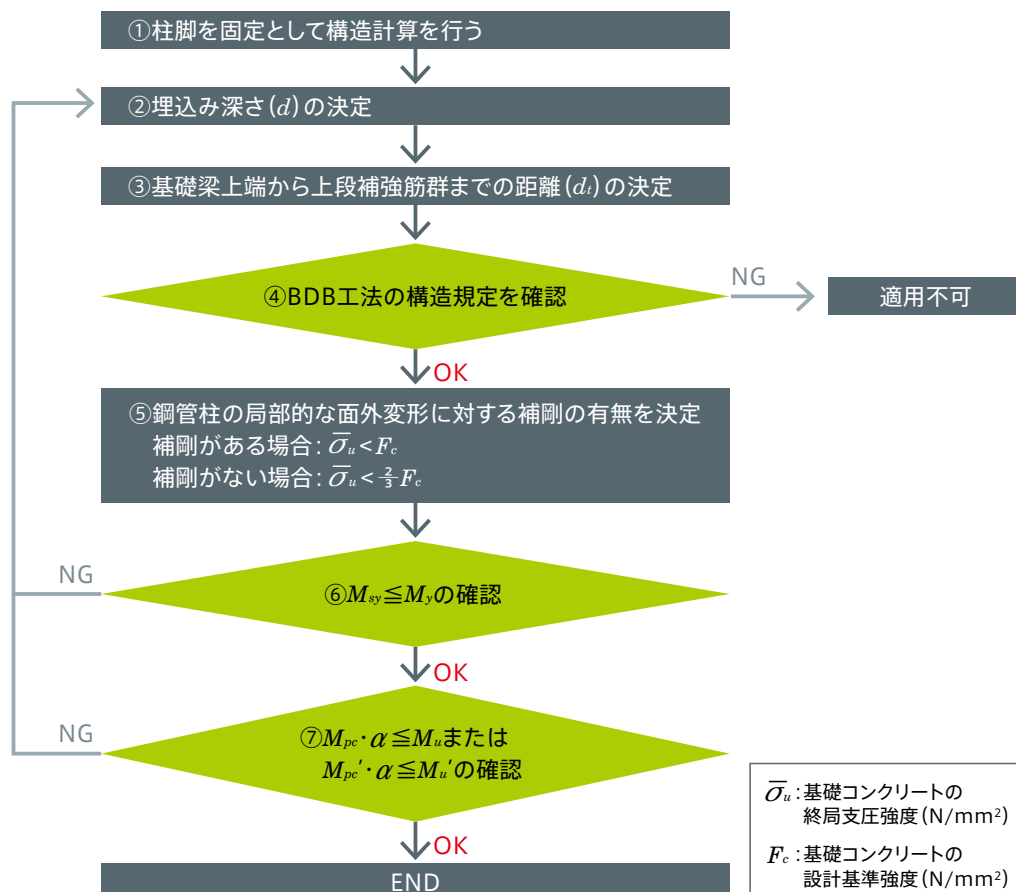 ①柱脚を固定として構造計算を行う
②埋込み深さ(d)の決定
③基礎梁上端から上段補強筋群までの距離(dt)の決定
④BDB工法の構造規定を確認
NG
適用不可
OK
⑤鋼管柱の局部的な面外変形に対する補剛の有無を決定
補剛がある場合: σ̅u<Fc
補剛がない場合: σ̅u<2/3Fc
NG
⑥Msy≦Myの確認
OK
NG
⑦Mpc・α≦Muまたは
Mpc'・α≦Mu'の確認
OK
END
σ̅u:基礎コンクリートの
終局支圧強度(N/mm²)
Fc:基礎コンクリートの
設計基準強度(N/mm²)